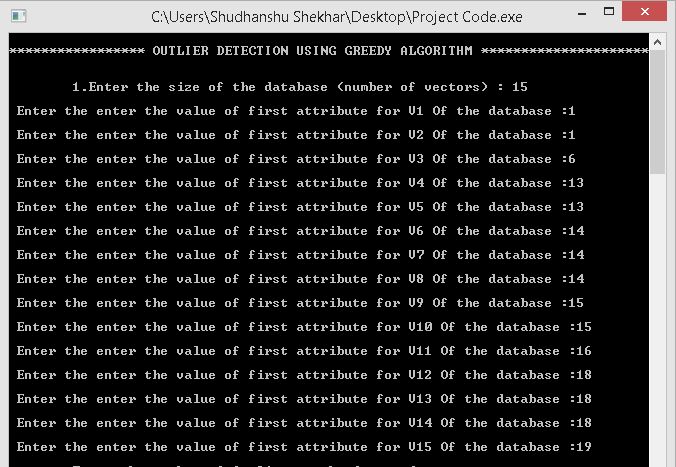 C:\Users\Shudhanshu Shekhar\Desktop\Project Code.exe
***************** OUTLIER DETECTION USING GREEDY ALGORITHM *********************
1.Enter the size of the database (number of vectors) : 15
Enter the enter the value of first attribute for V1 Of the database :1
Enter the enter the value of first attribute for V2 Of the database :1
Enter the enter the value of first attribute for V3 Of the database :6
Enter the enter the value of first attribute for V4 Of the database :13
Enter the enter the value of first attribute for V5 Of the database :13
Enter the enter the value of first attribute for V6 Of the database :14
Enter the enter the value of first attribute for V7 Of the database :14
Enter the enter the value of first attribute for V8 Of the database :14
Enter the enter the value of first attribute for V9 Of the database :15
Enter the enter the value of first attribute for V10 Of the database :15
Enter the enter the value of first attribute for V11 Of the database :16
Enter the enter the value of first attribute for V12 Of the database :18
Enter the enter the value of first attribute for V13 Of the database :18
Enter the enter the value of first attribute for V14 Of the database :18
Enter the enter the value of first attribute for V15 Of the database :19